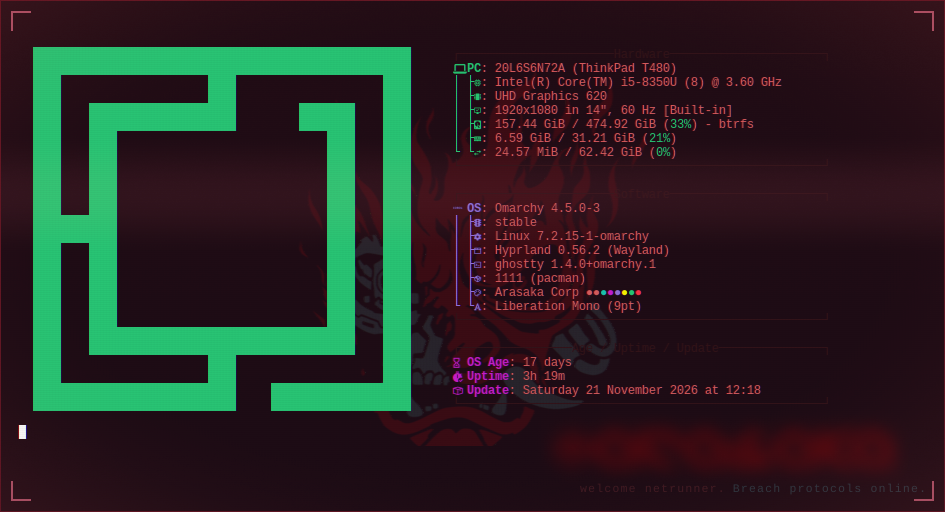 Hardware
PC: 20L6S6N72A (ThinkPad T480)
: Intel(R) Core(TM) i5-8350U (8) @ 3.60 GHz
: UHD Graphics 620
: 1920x1080 in 14", 60 Hz [Built-in]
: 157.44 GiB / 474.92 GiB (33%) - btrfs
: 6.59 GiB / 31.21 GiB (21%)
: 24.57 MiB / 62.42 GiB (0%)
OS: Omarchy 4.5.0-3
: stable
: Linux 7.2.15-1-omarchy
: Hyprland 0.56.2 (Wayland)
: ghostty 1.4.0+omarchy.1
: 1111 (pacman)
: Arasaka Corp
: Liberation Mono (9pt)
Uptime / Update
OS Age: 17 days
Uptime: 3h 19m
Update: Saturday 21 November 2026 at 12:18
welcome netrunner. Breach protocols online.